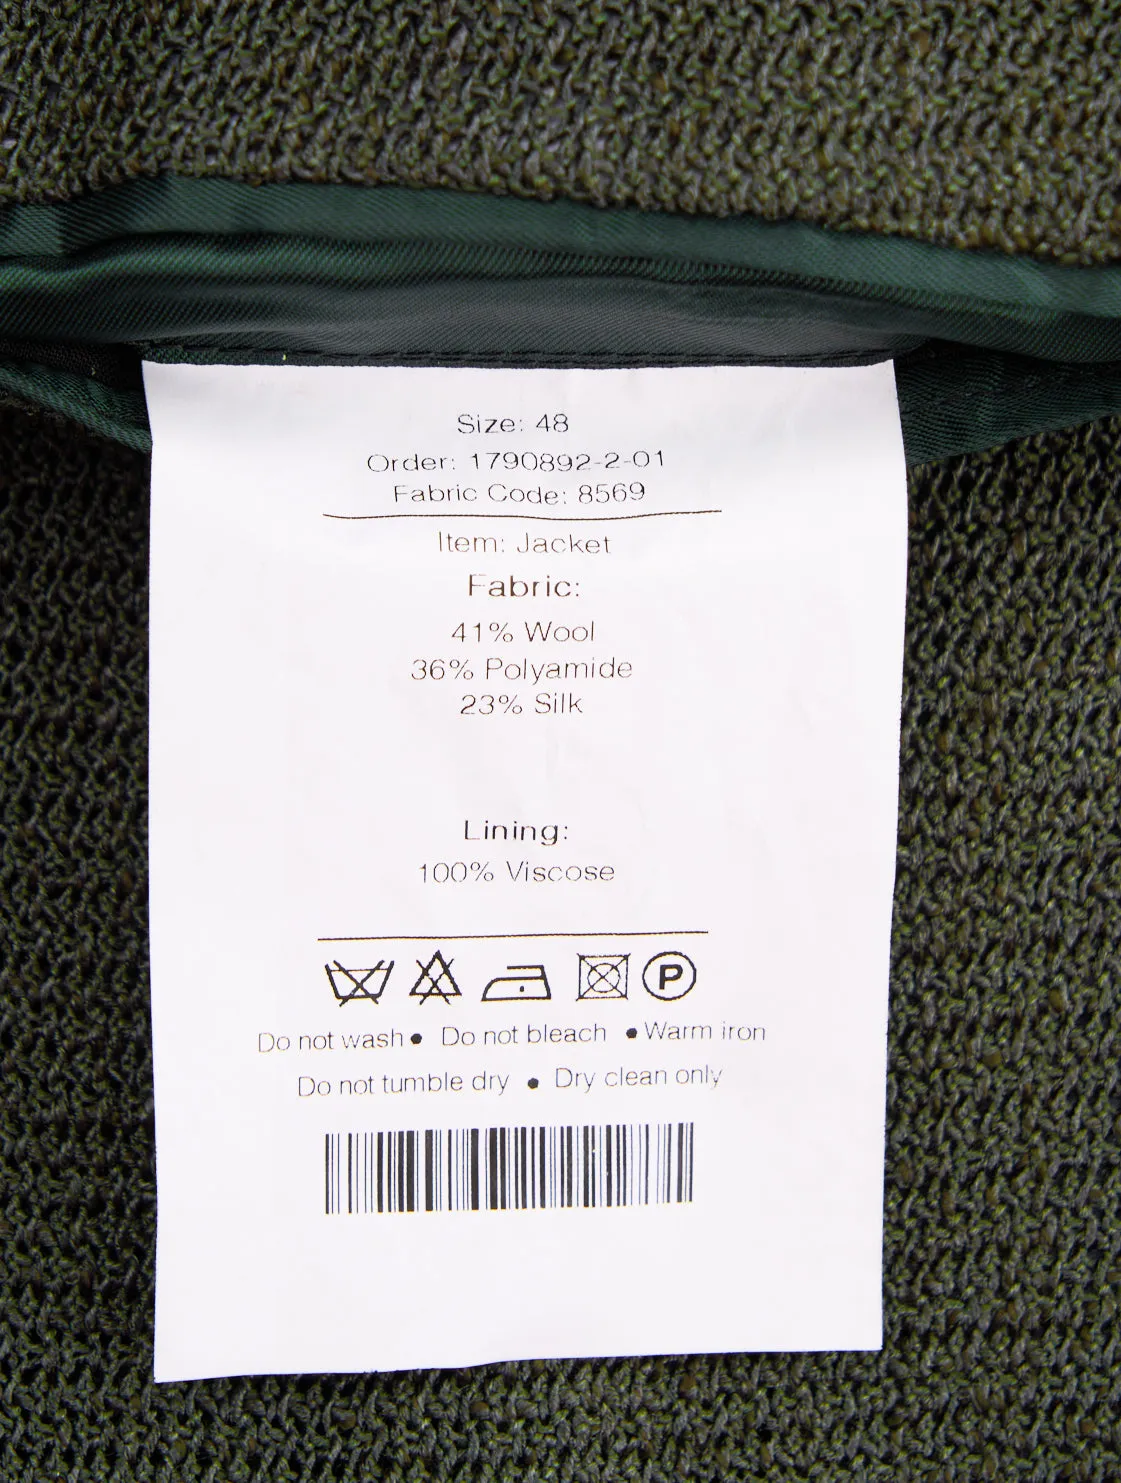 Size: 48
Order: 1790892-2-01
Fabric Code: 8569
Item: Jacket
Fabric:
41% Wool
36% Polyamide
23% Silk
Lining:
100% Viscose
P
Do not wash • Do not bleach • Warm iron
Do not tumble dry • Dry clean only